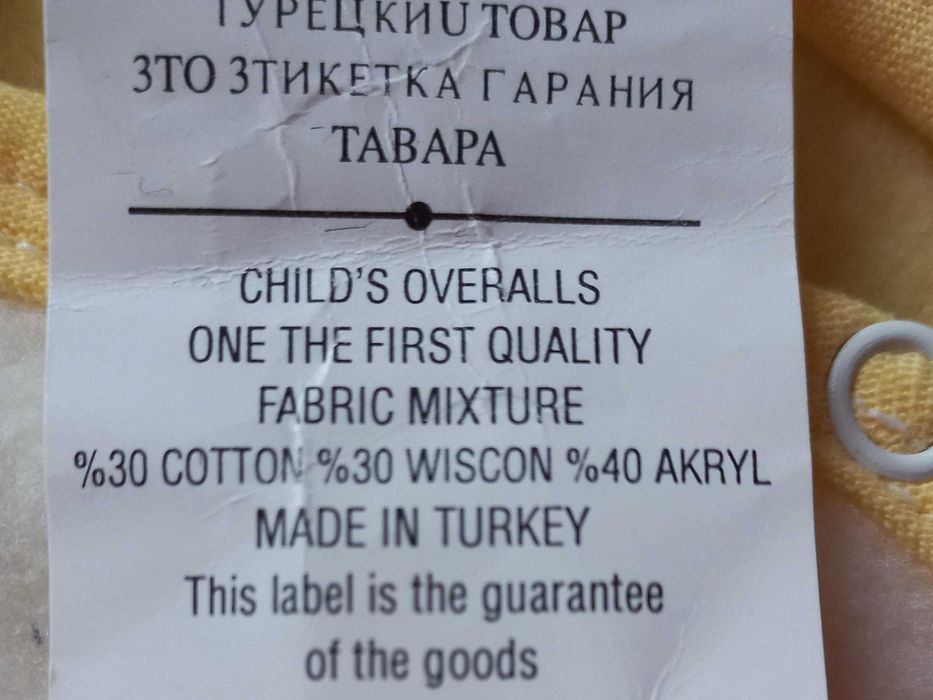 ТУРЕЦКИU ТОВАР
ЗТО ЗТИКЕТКА ГАРАНИЯ
ТАВАРА
CHILD'S OVERALLS
ONE THE FIRST QUALITY
FABRIC MIXTURE
%30 COTTON %30 WISCON %40 AKRYL
MADE IN TURKEY
This label is the guarantee
of the goods